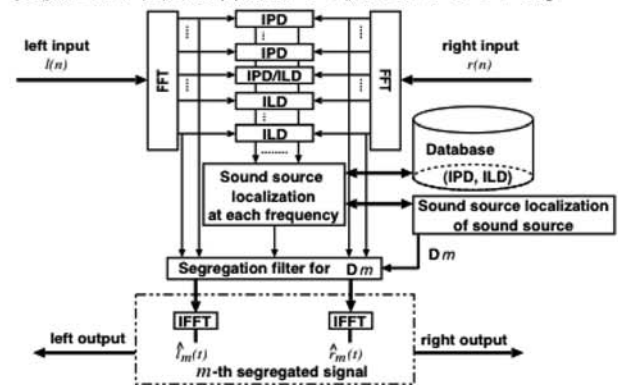 IPD
left input
l(n)
IPD
right input
r(n)
FFT
IPD/ILD
FFT
ILD
ILD
Database
(IPD, ILD)
Sound source
localization
at each frequency
Sound source localization
of sound source
Dm
Segregation filter for Dm
IFFT
IFFT
left output
l̂m(t)
r̂m(t)
right output
m-th segregated signal